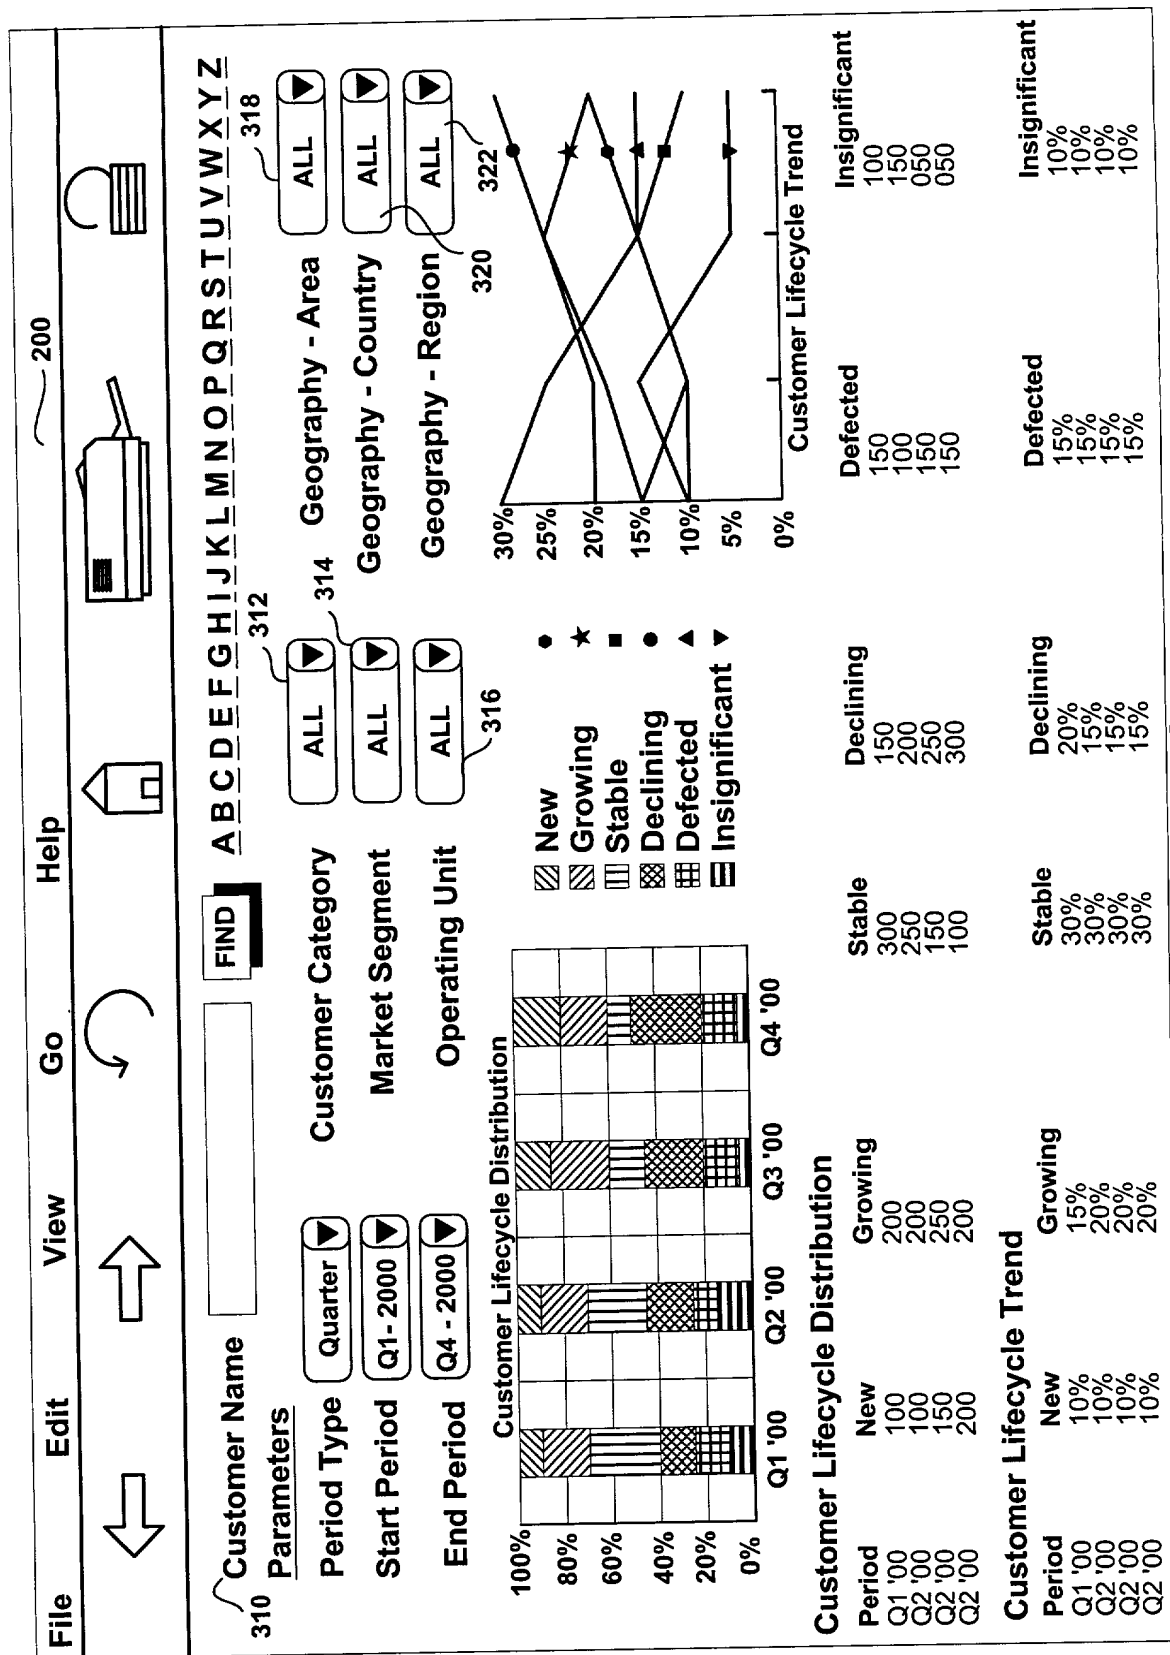 200
File Edit View Go Help
310 Customer Name FIND A B C D E F G H I J K L M N O P Q R S T U V W X Y Z
Parameters
312
318
Period Type Quarter Customer Category ALL Geography - Area ALL
314
Start Period Q1- 2000 Market Segment ALL Geography - Country ALL
320
End Period Q4 - 2000 Operating Unit ALL Geography - Region ALL
316
322
Customer Lifecycle Distribution
100%
80%
60%
40%
20%
0%
Q1 '00 Q2 '00 Q3 '00 Q4 '00
New
Growing
Stable
Declining
Defected
Insignificant
30%
25%
20%
15%
10%
5%
0%
Customer Lifecycle Trend
Customer Lifecycle Distribution
Period New Growing Stable Declining Defected Insignificant
Q1 '00 100 200 300 150 150 100
Q2 '00 100 200 250 200 100 150
Q2 '00 150 250 150 250 150 050
Q2 '00 200 200 100 300 150 050
Customer Lifecycle Trend
Period New Growing Stable Declining Defected Insignificant
Q1 '00 10% 15% 30% 20% 15% 10%
Q2 '00 10% 20% 30% 15% 15% 10%
Q2 '00 10% 20% 30% 15% 15% 10%
Q2 '00 10% 20% 30% 15% 15% 10%